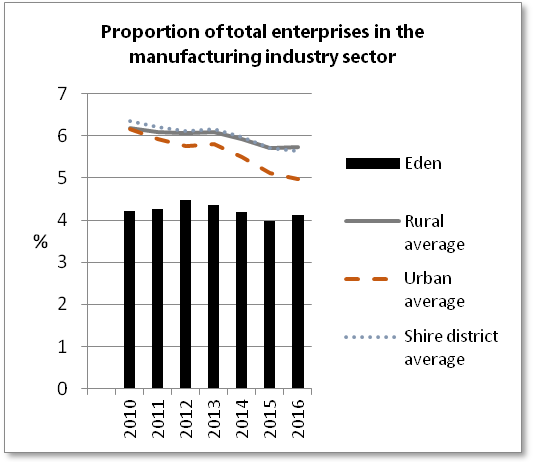 Proportion of total enterprises in the
manufacturing industry sector
7
6
5
4
3
2
1
0
%
2010
2011
2012
2013
2014
2015
2016
Eden
Rural
average
Urban
average
Shire district
average